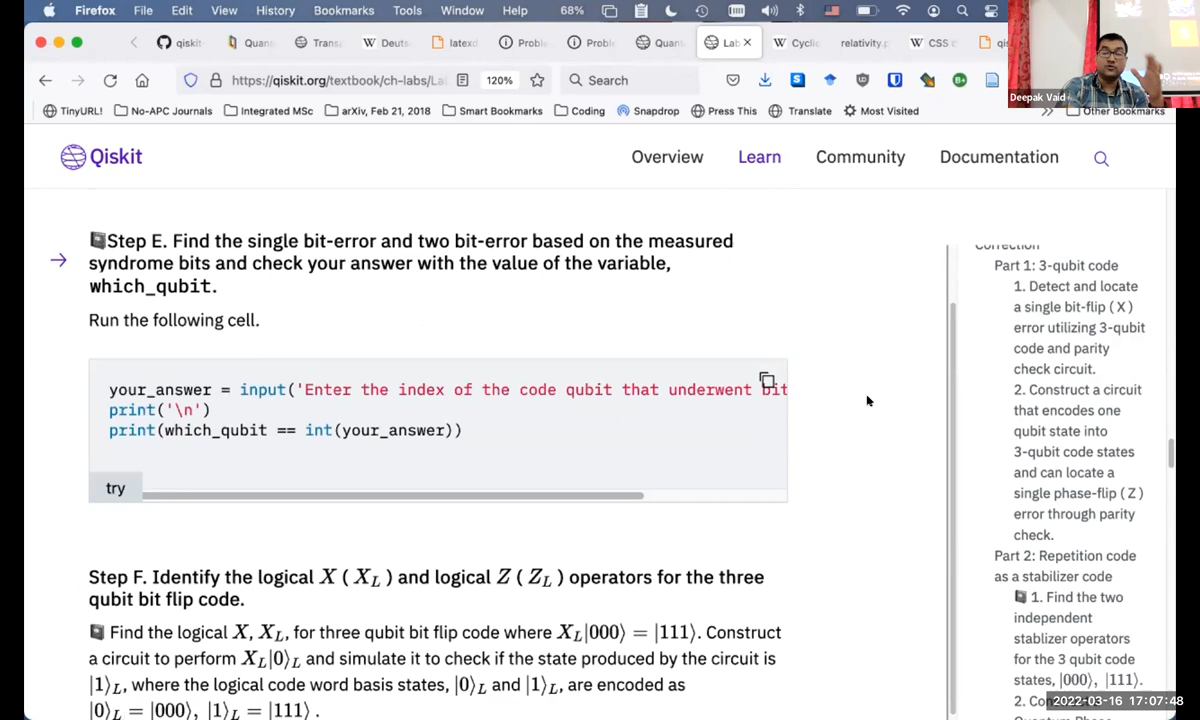 Firefox File Edit View History Bookmarks Tools Window Help 68%
qiskit- Quan Trans W Deuts latexd Proble Proble Quan Lab W Cyclic relativity.p W CSS c qis
https://qiskit.org/textbook/ch-labs/La 120% Search
TinyURL! No-APC Journals Integrated MSc arXiv, Feb 21, 2018 Smart Bookmarks Coding Snapdrop Press This Translate Most Visited Other Bookmarks
Deepak Vaid
Qiskit Overview Learn Community Documentation
Step E. Find the single bit-error and two bit-error based on the measured
syndrome bits and check your answer with the value of the variable,
which_qubit.
Run the following cell.
your_answer = input('Enter the index of the code qubit that underwent bit
print('\n')
print(which_qubit == int(your_answer))
try
Step F. Identify the logical X ( X_L ) and logical Z ( Z_L ) operators for the three
qubit bit flip code.
Find the logical X, X_L, for three qubit bit flip code where X_L|000⟩ = |111⟩. Construct
a circuit to perform X_L|0⟩_L and simulate it to check if the state produced by the circuit is
|1⟩_L, where the logical code word basis states, |0⟩_L and |1⟩_L, are encoded as
|0⟩_L = |000⟩, |1⟩_L = |111⟩ .
Correction
Part 1: 3-qubit code
1. Detect and locate
a single bit-flip ( X )
error utilizing 3-qubit
code and parity
check circuit.
2. Construct a circuit
that encodes one
qubit state into
3-qubit code states
and can locate a
single phase-flip ( Z )
error through parity
check.
Part 2: Repetition code
as a stabilizer code
1. Find the two
independent
stablizer operators
for the 3 qubit code
states, |000⟩, |111⟩.
2.
2022-03-16 17:07:48